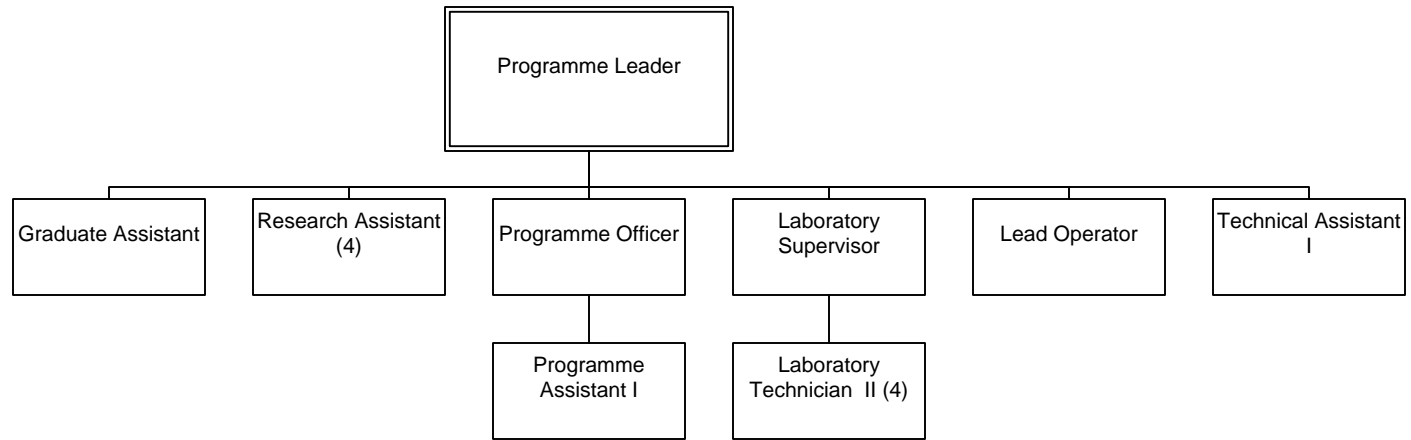 Programme Leader
Graduate Assistant
Research Assistant
(4)
Programme Officer
Laboratory
Supervisor
Lead Operator
Technical Assistant
I
Programme
Assistant I
Laboratory
Technician  II (4)